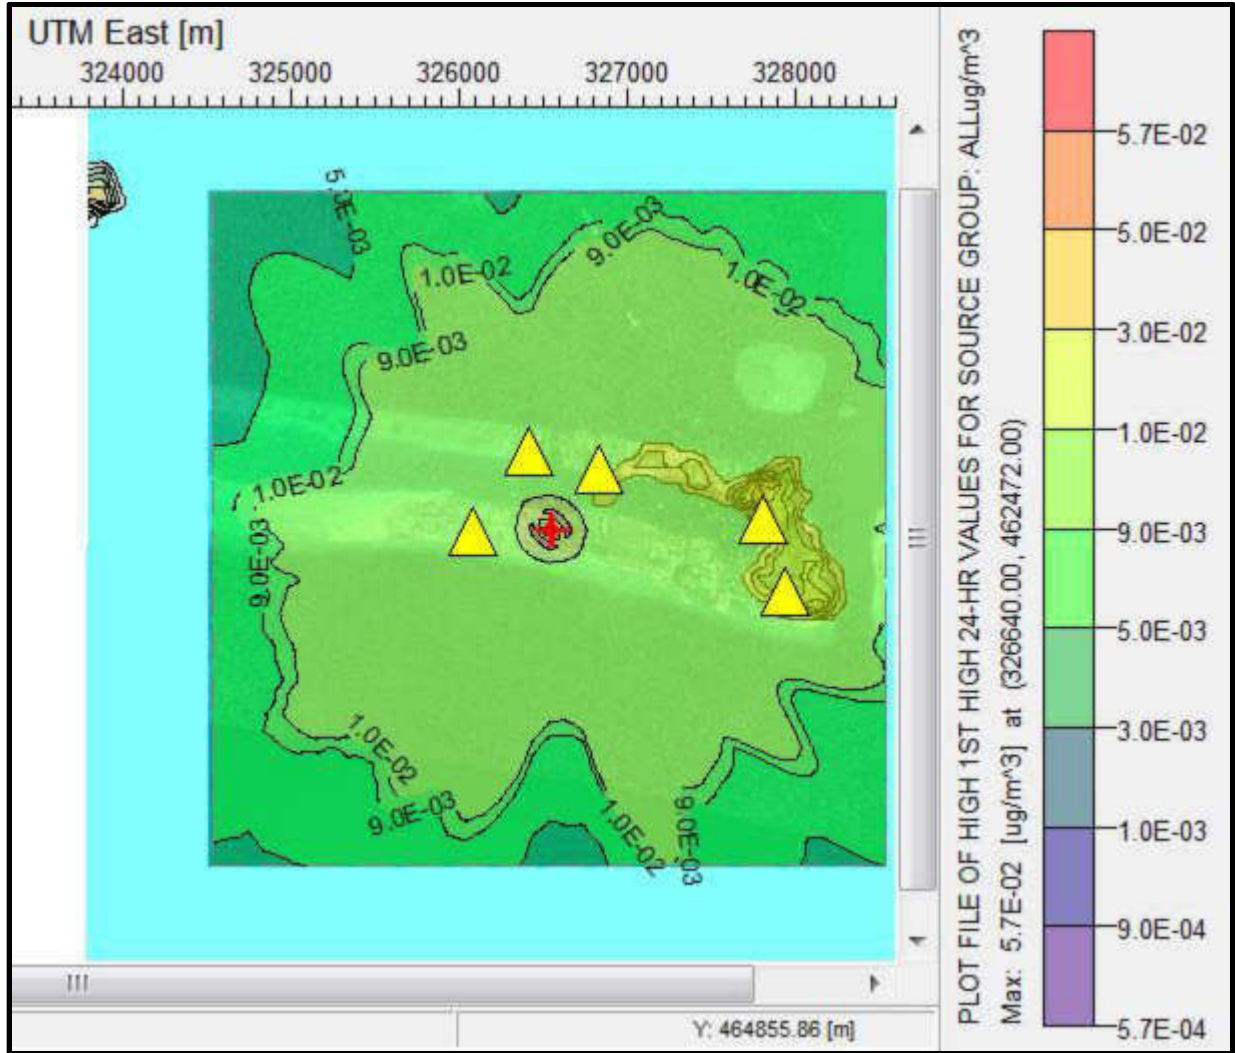 UTM East [m]
324000 325000 326000 327000 328000
5.0E-03
9.0E-03
1.0E-02
1.0E-02
9.0E-03
1.0E-02
9.0E-03
1.0E-02
9.0E-03
1.0E-02
9.0E-03
Y: 464855.86 [m]
PLOT FILE OF HIGH 1ST HIGH 24-HR VALUES FOR SOURCE GROUP: ALLug/m^3
Max: 5.7E-02 [ug/m^3] at (326640.00, 462472.00)
5.7E-02
5.0E-02
3.0E-02
1.0E-02
9.0E-03
5.0E-03
3.0E-03
1.0E-03
9.0E-04
5.7E-04